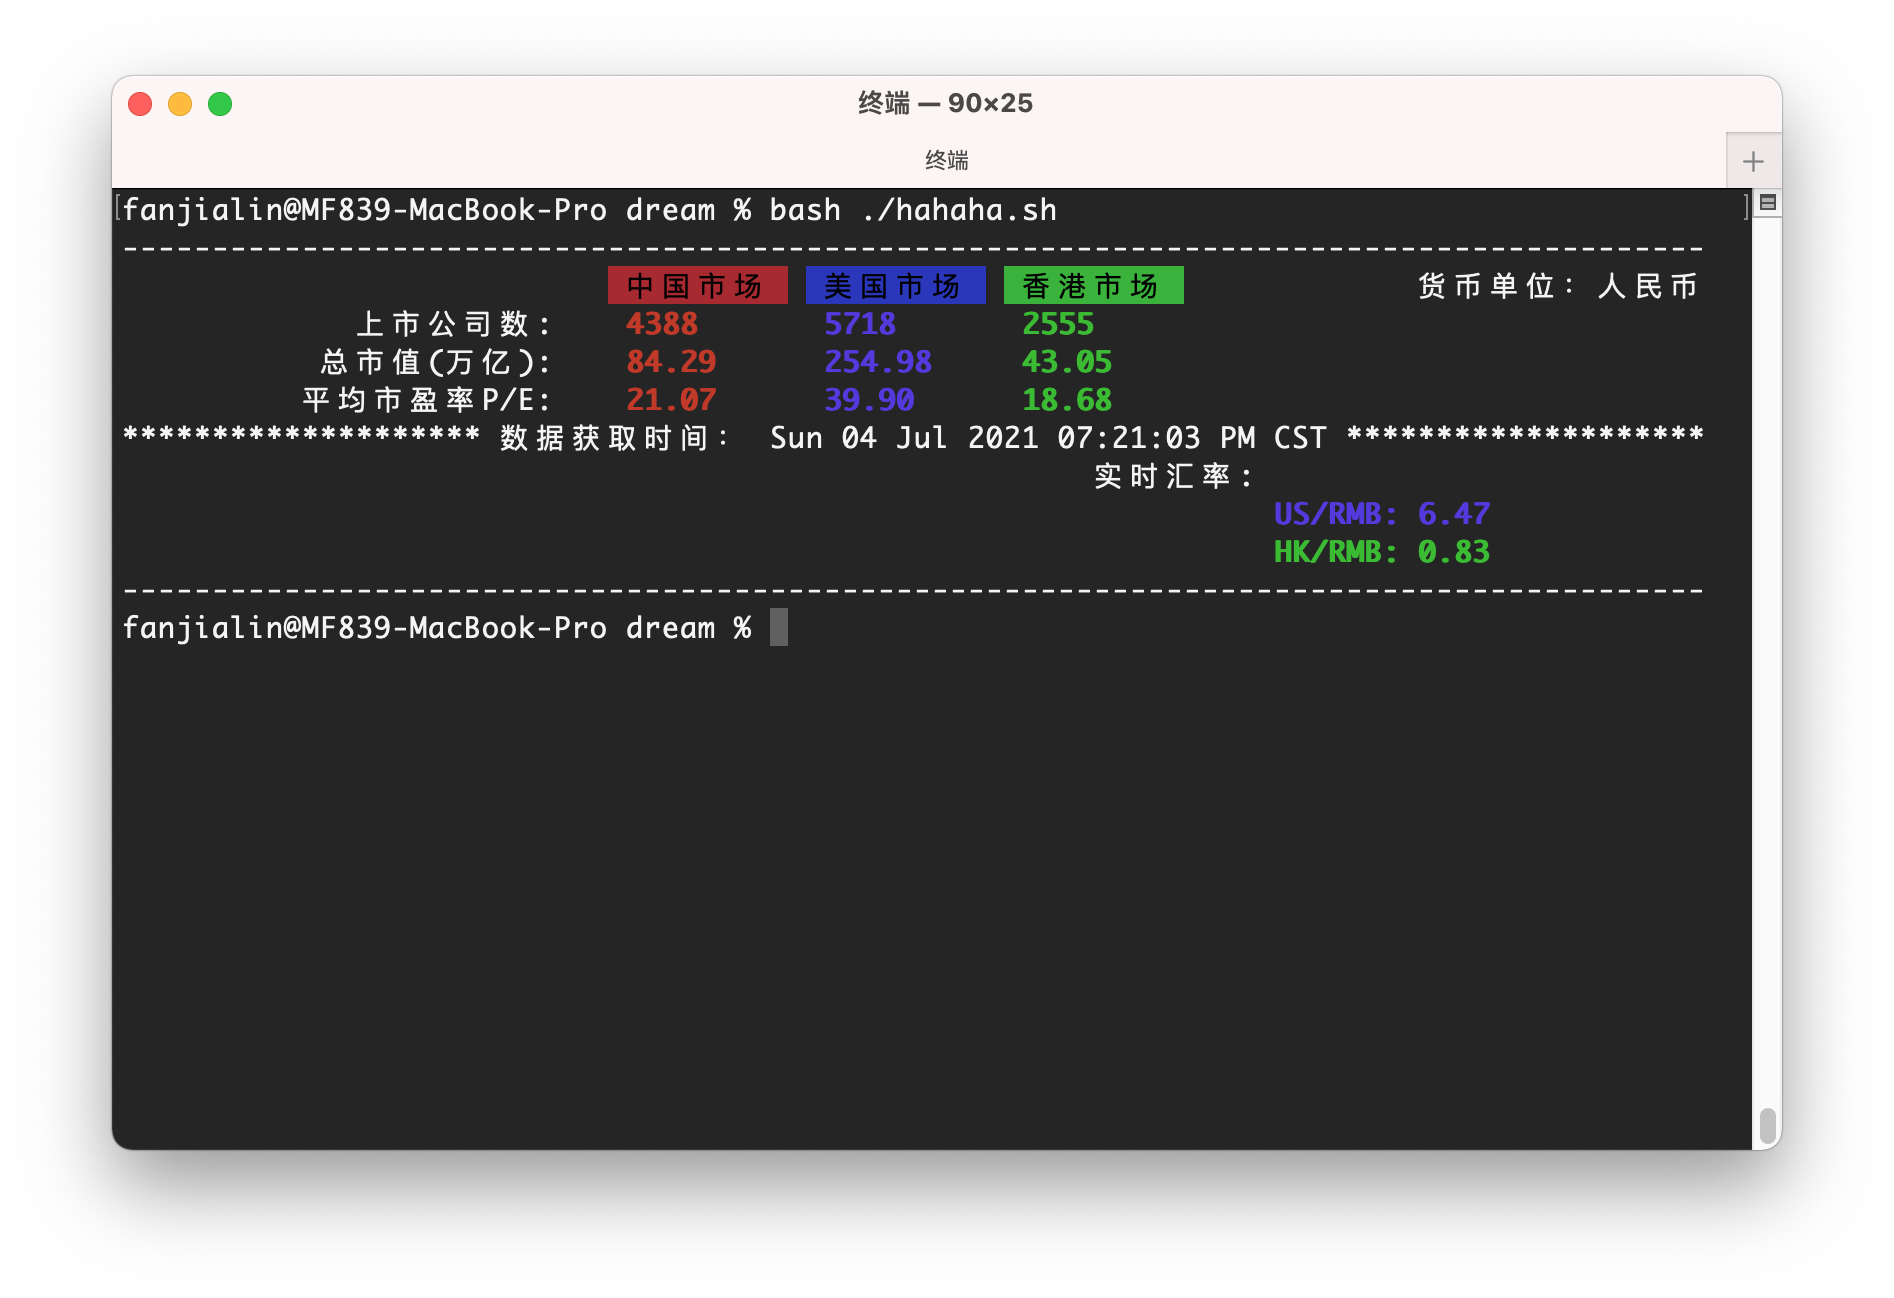 终端 — 90×25
终端
fanjialin@MF839-MacBook-Pro dream % bash ./hahaha.sh
----------------------------------------------------------------------------------------
中国市场 美国市场 香港市场 货币单位：人民币
上市公司数： 4388 5718 2555
总市值(万亿)： 84.29 254.98 43.05
平均市盈率P/E： 21.07 39.90 18.68
******************** 数据获取时间： Sun 04 Jul 2021 07:21:03 PM CST ********************
实时汇率：
US/RMB: 6.47
HK/RMB: 0.83
----------------------------------------------------------------------------------------
fanjialin@MF839-MacBook-Pro dream %